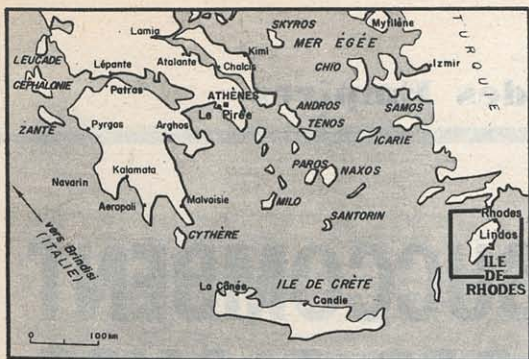 SKYROS
Mytilène
TURQUIE
Lamia
MER ÉGÉE
Kimi
LEUCADE
Atalante
Chalcis
CHIO
Izmir
Lépante
CÉPHALONIE
Patras
ATHÈNES
ANDROS
SAMOS
Le Pirée
TENOS
ZANTE
Pyrgos
Arghos
ICARIE
PAROS
NAXOS
Kalamata
Navarin
MILO
Malvoisie
Aeropoli
SANTORIN
Rhodes
Lindos
CYTHÈRE
vers Brindisi
(ITALIE)
ILE
DE
RHODES
La Canée
ILE DE CRÈTE
Candie
0 100 km